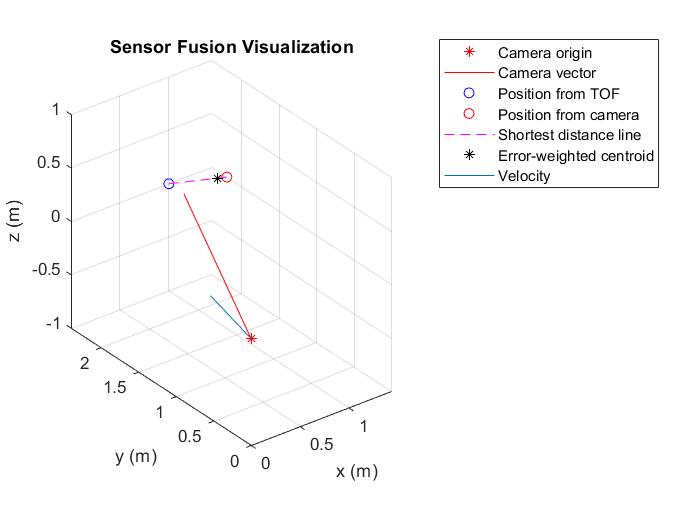 Sensor Fusion Visualization
Camera origin
Camera vector
Position from TOF
Position from camera
Shortest distance line
Error-weighted centroid
Velocity
1
0.5
0
-0.5
-1
z (m)
2
1.5
1
0.5
0
y (m)
0
0.5
1
x (m)